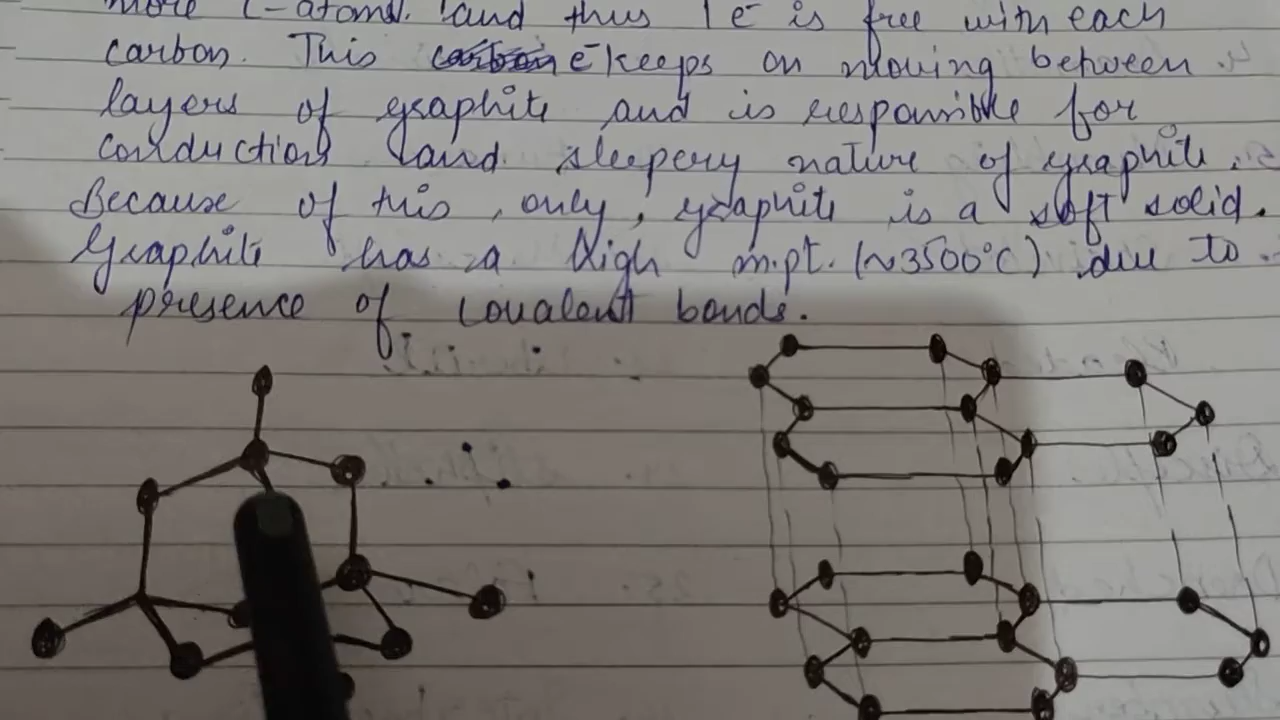 more C-atoms. and thus 1 e⁻ is free with each
carbon. This e⁻ keeps on moving between
layers of graphite and is responsible for
conduction and sleepery nature of graphite.
Because of this, only, graphite is a soft solid.
Graphite has a high m.pt. (~3500°C) due to
presence of covalent bonds.